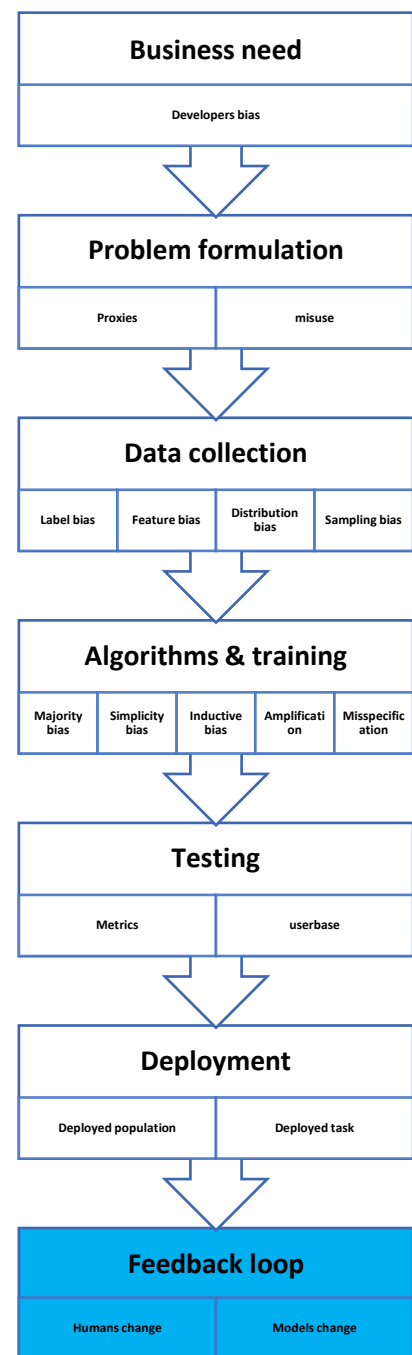 Business need
Developers bias
Problem formulation
Proxies
misuse
Data collection
Label bias
Feature bias
Distribution
bias
Sampling bias
Algorithms & training
Majority
bias
Simplicity
bias
Inductive
bias
Amplificati
on
Misspecific
ation
Testing
Metrics
userbase
Deployment
Deployed population
Deployed task
Feedback loop
Humans change
Models change